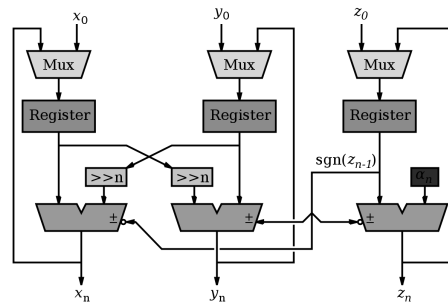 x0 y0 z0
Mux Mux Mux
Register Register Register
sgn(zn-1)
>>n >>n αn
± ± ±
xn yn zn